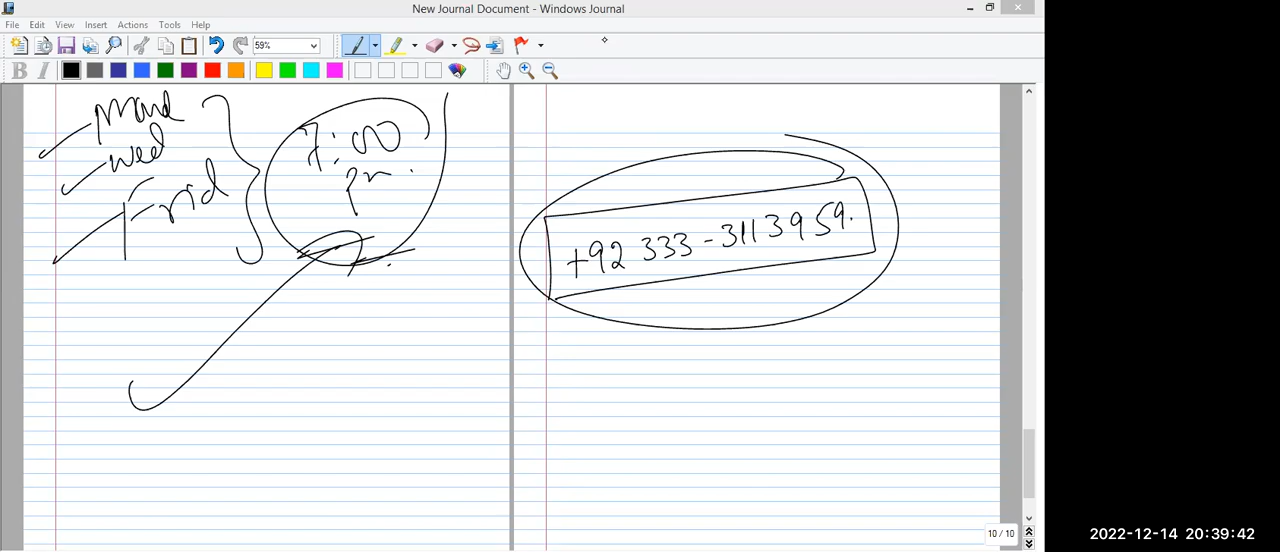 New Journal Document - Windows Journal
File Edit View Insert Actions Tools Help
59%
B I
Mond
Wed
Frid
7:00
Pm.
+92 333-3113959.
10 / 10
2022-12-14 20:39:42